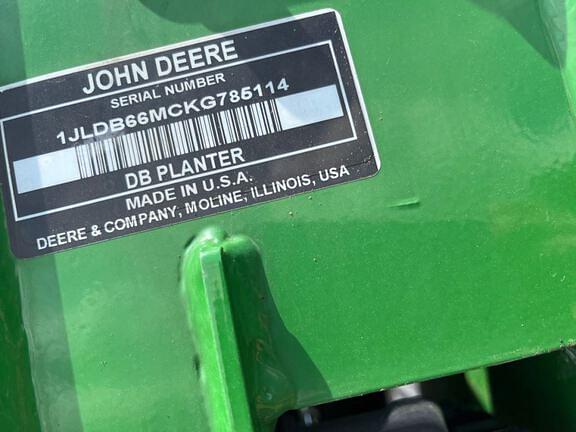 JOHN DEERE
SERIAL NUMBER
1JLDB66MCKG785114
DB PLANTER
MADE IN U.S.A.
DEERE & COMPANY, MOLINE, ILLINOIS, USA